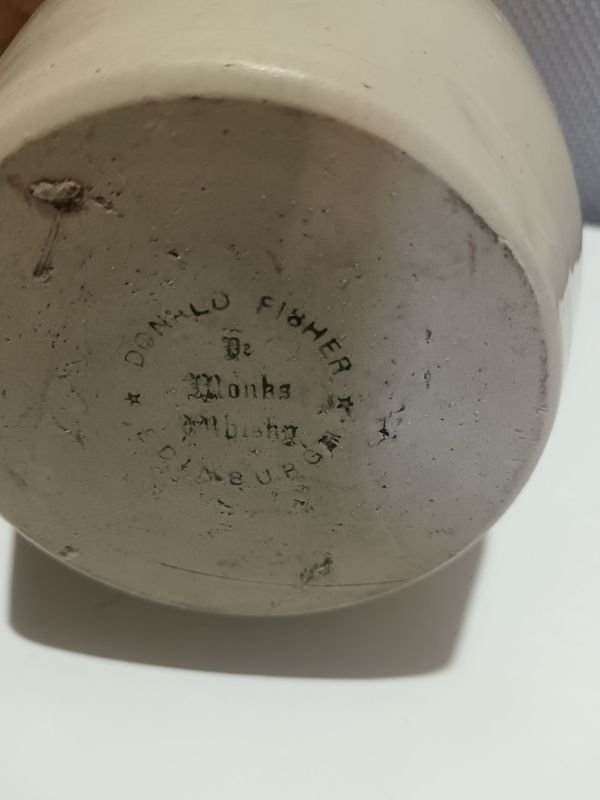 DONALD FISHER
Ye
Monks
Whisky
EDINBURGH